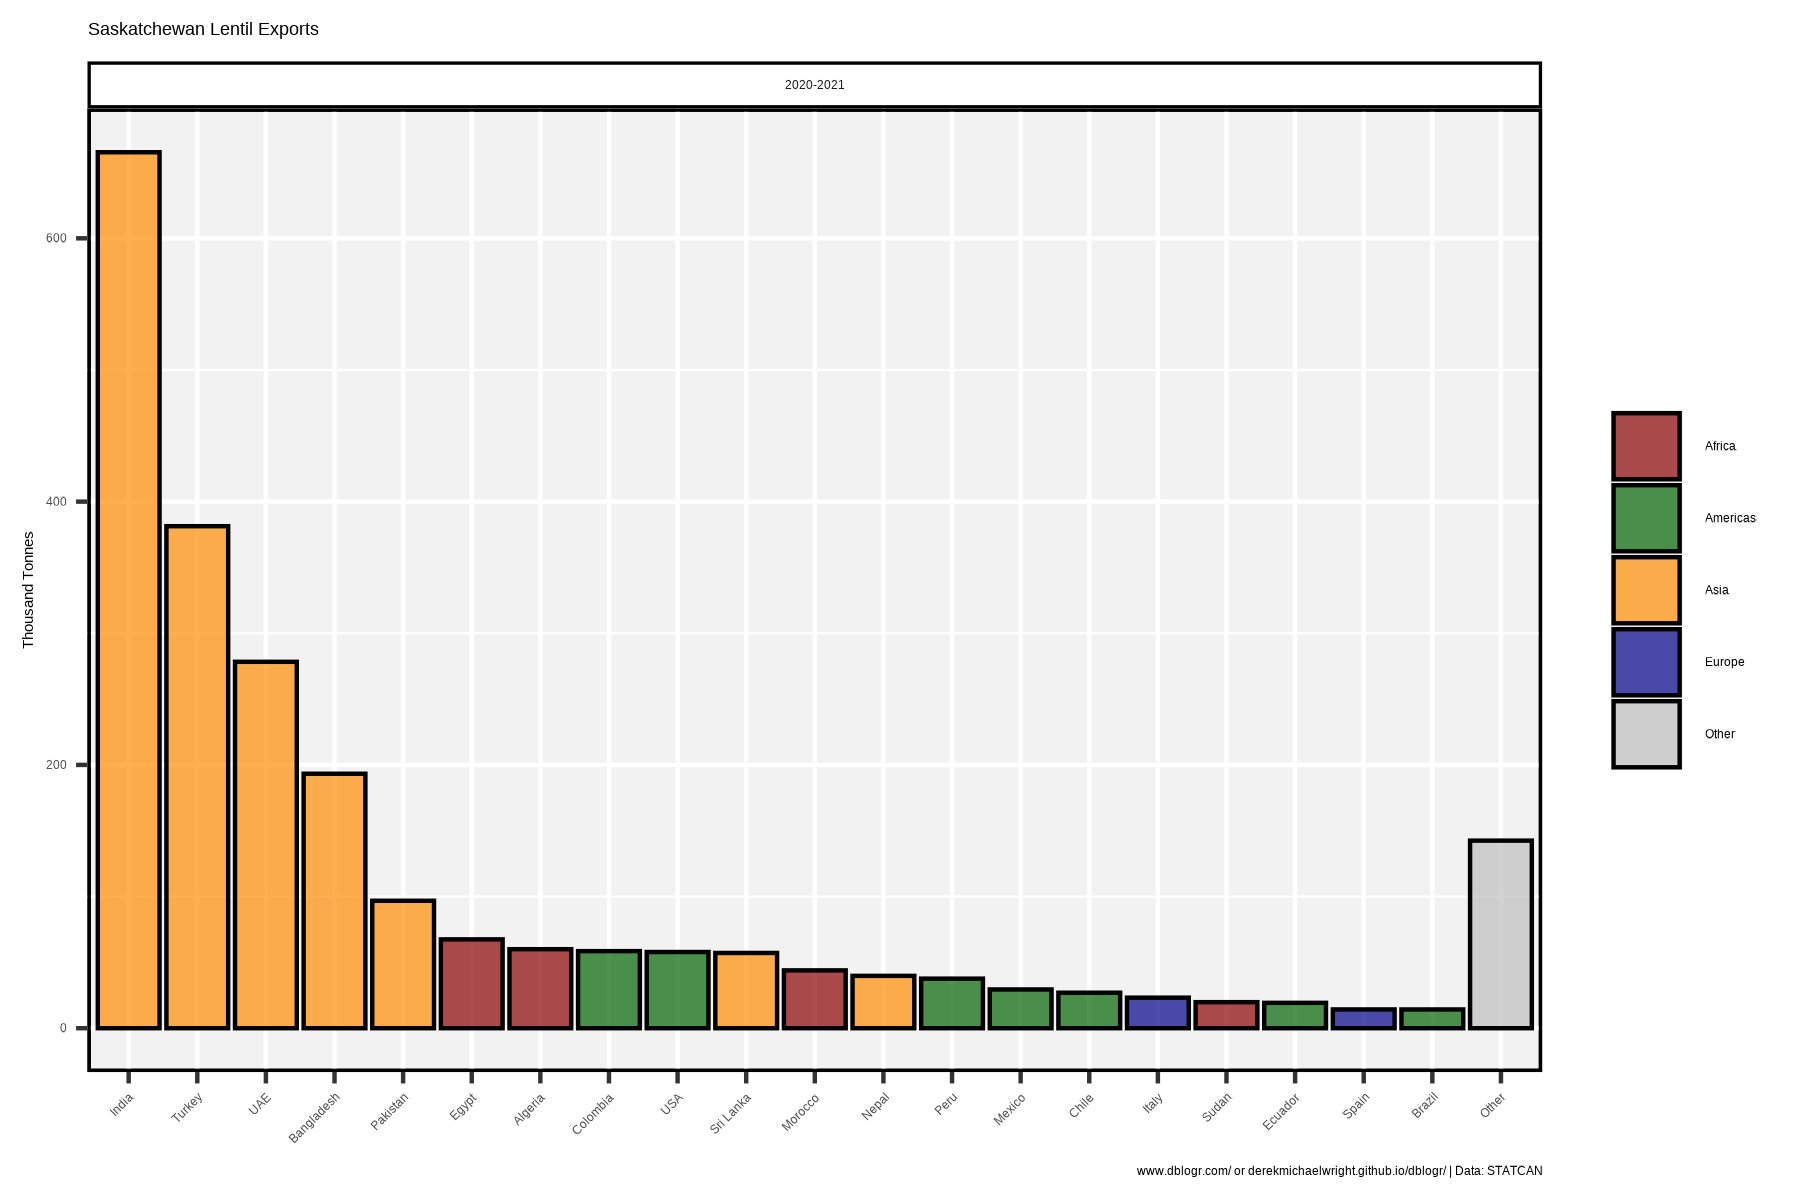 Saskatchewan Lentil Exports
2020-2021
Thousand Tonnes
600
400
200
0
India
Turkey
UAE
Bangladesh
Pakistan
Egypt
Algeria
Colombia
USA
Sri Lanka
Morocco
Nepal
Peru
Mexico
Chile
Italy
Sudan
Ecuador
Spain
Brazil
Other
Africa
Americas
Asia
Europe
Other
www.dblogr.com/ or derekmichaelwright.github.io/dblogr/ | Data: STATCAN